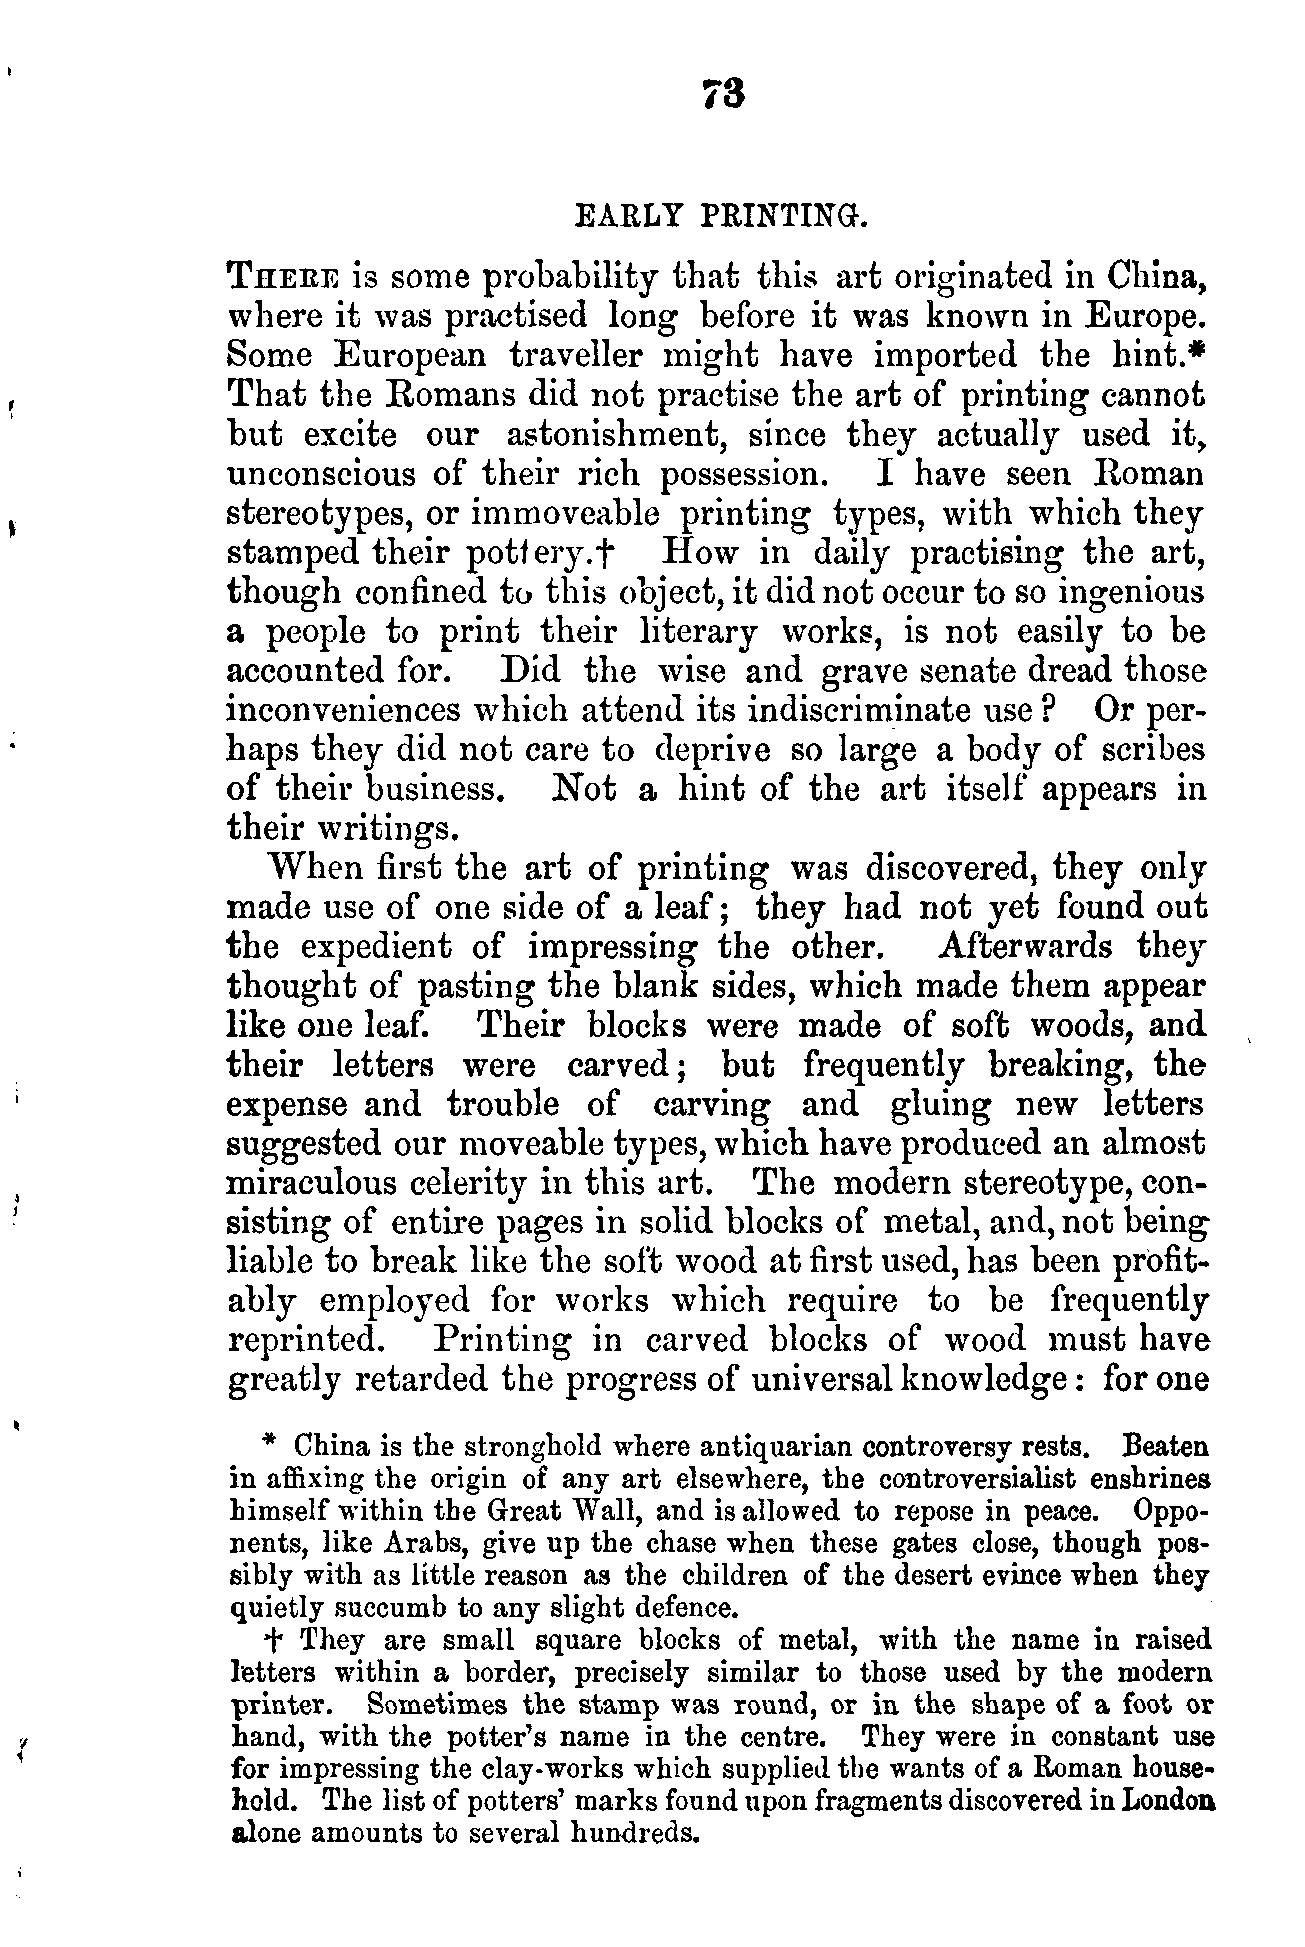 73
EARLY PRINTING.
THERE is some probability that this art originated in China,
where it was practised long before it was known in Europe.
Some European traveller might have imported the hint.*
That the Romans did not practise the art of printing cannot
but excite our astonishment, since they actually used it,
unconscious of their rich possession. I have seen Roman
stereotypes, or immoveable printing types, with which they
stamped their pottery.† How in daily practising the art,
though confined to this object, it did not occur to so ingenious
a people to print their literary works, is not easily to be
accounted for. Did the wise and grave senate dread those
inconveniences which attend its indiscriminate use? Or per-
haps they did not care to deprive so large a body of scribes
of their business. Not a hint of the art itself appears in
their writings.
When first the art of printing was discovered, they only
made use of one side of a leaf; they had not yet found out
the expedient of impressing the other. Afterwards they
thought of pasting the blank sides, which made them appear
like one leaf. Their blocks were made of soft woods, and
their letters were carved; but frequently breaking, the
expense and trouble of carving and gluing new letters
suggested our moveable types, which have produced an almost
miraculous celerity in this art. The modern stereotype, con-
sisting of entire pages in solid blocks of metal, and, not being
liable to break like the soft wood at first used, has been profit-
ably employed for works which require to be frequently
reprinted. Printing in carved blocks of wood must have
greatly retarded the progress of universal knowledge: for one
* China is the stronghold where antiquarian controversy rests. Beaten
in affixing the origin of any art elsewhere, the controversialist enshrines
himself within the Great Wall, and is allowed to repose in peace. Oppo-
nents, like Arabs, give up the chase when these gates close, though pos-
sibly with as little reason as the children of the desert evince when they
quietly succumb to any slight defence.
† They are small square blocks of metal, with the name in raised
letters within a border, precisely similar to those used by the modern
printer. Sometimes the stamp was round, or in the shape of a foot or
hand, with the potter's name in the centre. They were in constant use
for impressing the clay-works which supplied the wants of a Roman house-
hold. The list of potters' marks found upon fragments discovered in London
alone amounts to several hundreds.